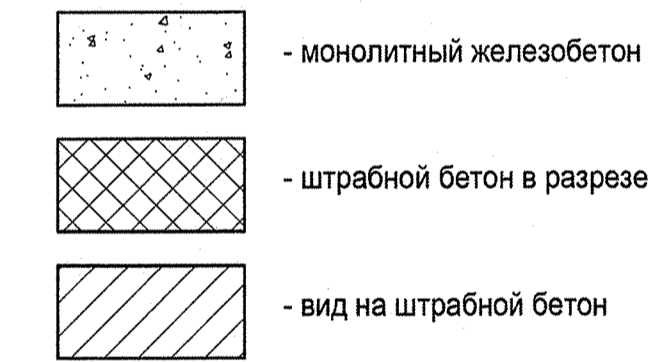 - монолитный железобетон
- штрабной бетон в разрезе
- вид на штрабной бетон